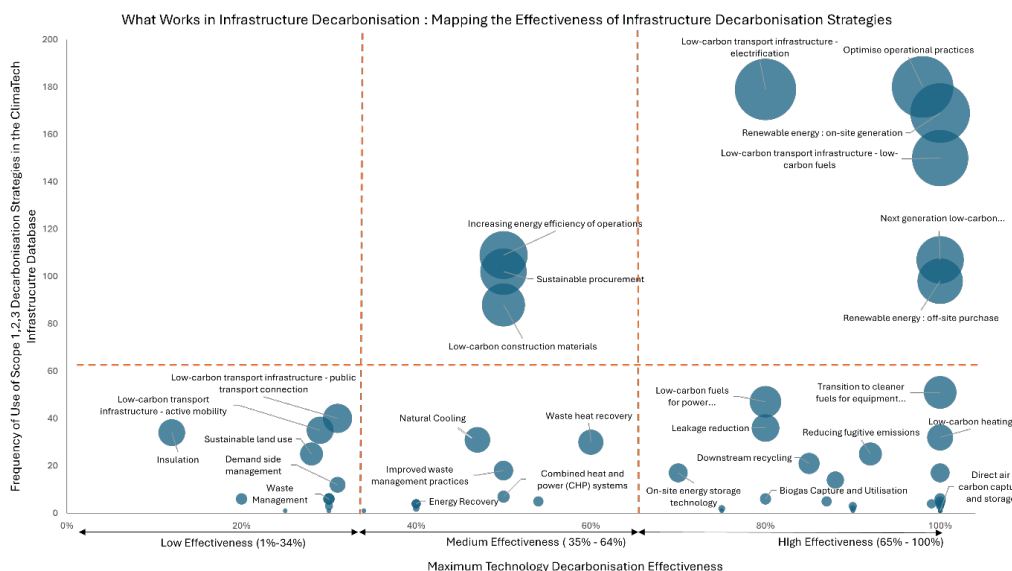 What Works in Infrastructure Decarbonisation : Mapping the Effectiveness of Infrastructure Decarbonisation Strategies
Frequency of Use of Scope 1,2,3 Decarbonisation Strategies in the ClimaTech
Infrastrucutre Database
200
180
160
140
120
100
80
60
40
20
0
Low-carbon transport infrastructure -
electrification
Optimise operational practices
Renewable energy : on-site generation
Low-carbon transport infrastructure - low-
carbon fuels
Next generation low-carbon...
Increasing energy efficiency of operations
Sustainable procurement
Renewable energy : off-site purchase
Low-carbon construction materials
Low-carbon transport infrastructure - public
transport connection
Low-carbon transport
infrastructure - active mobility
Sustainable land use
Insulation
Demand side
management
Waste
Management
Natural Cooling
Waste heat recovery
Improved waste
management practices
Combined heat and
power (CHP) systems
Energy Recovery
Low-carbon fuels
for power...
Transition to cleaner
fuels for equipment...
Leakage reduction
Reducing fugitive emissions
Low-carbon heating
Downstream recycling
On-site energy storage
technology
Biogas Capture and Utilisation
Direct air
carbon captu
and storage
0%
20%
40%
60%
80%
100%
Low Effectiveness (1%-34%)
Medium Effectiveness ( 35% - 64%)
HIgh Effectiveness (65% - 100%)
Maximum Technology Decarbonisation Effectiveness